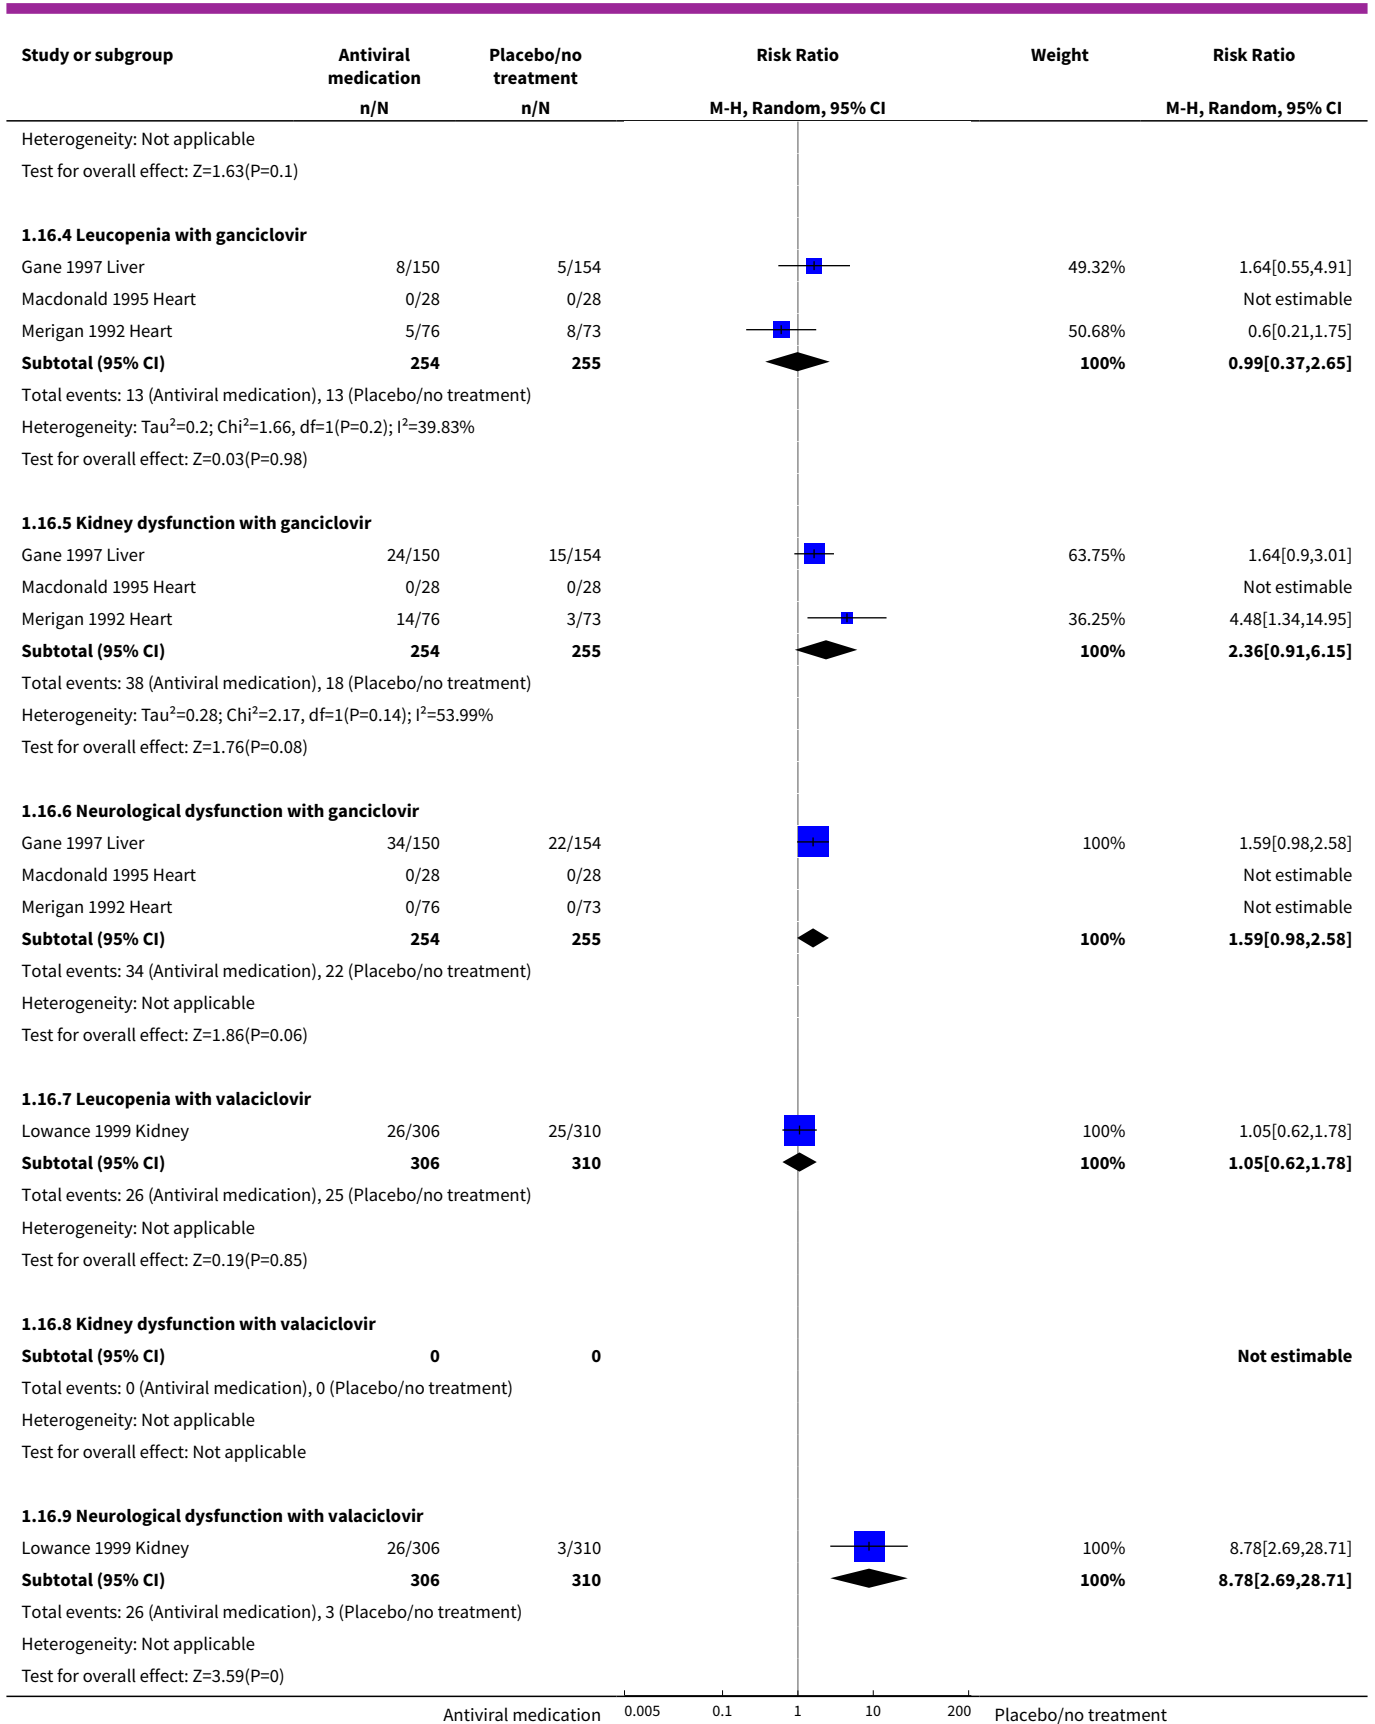 Study or subgroup Antiviral medication Placebo/no treatment Risk Ratio Weight Risk Ratio
n/N n/N M-H, Random, 95% CI M-H, Random, 95% CI
Heterogeneity: Not applicable
Test for overall effect: Z=1.63(P=0.1)
1.16.4 Leucopenia with ganciclovir
Gane 1997 Liver 8/150 5/154 49.32% 1.64[0.55,4.91]
Macdonald 1995 Heart 0/28 0/28 Not estimable
Merigan 1992 Heart 5/76 8/73 50.68% 0.6[0.21,1.75]
Subtotal (95% CI) 254 255 100% 0.99[0.37,2.65]
Total events: 13 (Antiviral medication), 13 (Placebo/no treatment)
Heterogeneity: Tau²=0.2; Chi²=1.66, df=1(P=0.2); I²=39.83%
Test for overall effect: Z=0.03(P=0.98)
1.16.5 Kidney dysfunction with ganciclovir
Gane 1997 Liver 24/150 15/154 63.75% 1.64[0.9,3.01]
Macdonald 1995 Heart 0/28 0/28 Not estimable
Merigan 1992 Heart 14/76 3/73 36.25% 4.48[1.34,14.95]
Subtotal (95% CI) 254 255 100% 2.36[0.91,6.15]
Total events: 38 (Antiviral medication), 18 (Placebo/no treatment)
Heterogeneity: Tau²=0.28; Chi²=2.17, df=1(P=0.14); I²=53.99%
Test for overall effect: Z=1.76(P=0.08)
1.16.6 Neurological dysfunction with ganciclovir
Gane 1997 Liver 34/150 22/154 100% 1.59[0.98,2.58]
Macdonald 1995 Heart 0/28 0/28 Not estimable
Merigan 1992 Heart 0/76 0/73 Not estimable
Subtotal (95% CI) 254 255 100% 1.59[0.98,2.58]
Total events: 34 (Antiviral medication), 22 (Placebo/no treatment)
Heterogeneity: Not applicable
Test for overall effect: Z=1.86(P=0.06)
1.16.7 Leucopenia with valaciclovir
Lowance 1999 Kidney 26/306 25/310 100% 1.05[0.62,1.78]
Subtotal (95% CI) 306 310 100% 1.05[0.62,1.78]
Total events: 26 (Antiviral medication), 25 (Placebo/no treatment)
Heterogeneity: Not applicable
Test for overall effect: Z=0.19(P=0.85)
1.16.8 Kidney dysfunction with valaciclovir
Subtotal (95% CI) 0 0 Not estimable
Total events: 0 (Antiviral medication), 0 (Placebo/no treatment)
Heterogeneity: Not applicable
Test for overall effect: Not applicable
1.16.9 Neurological dysfunction with valaciclovir
Lowance 1999 Kidney 26/306 3/310 100% 8.78[2.69,28.71]
Subtotal (95% CI) 306 310 100% 8.78[2.69,28.71]
Total events: 26 (Antiviral medication), 3 (Placebo/no treatment)
Heterogeneity: Not applicable
Test for overall effect: Z=3.59(P=0)
Antiviral medication 0.005 0.1 1 10 200 Placebo/no treatment